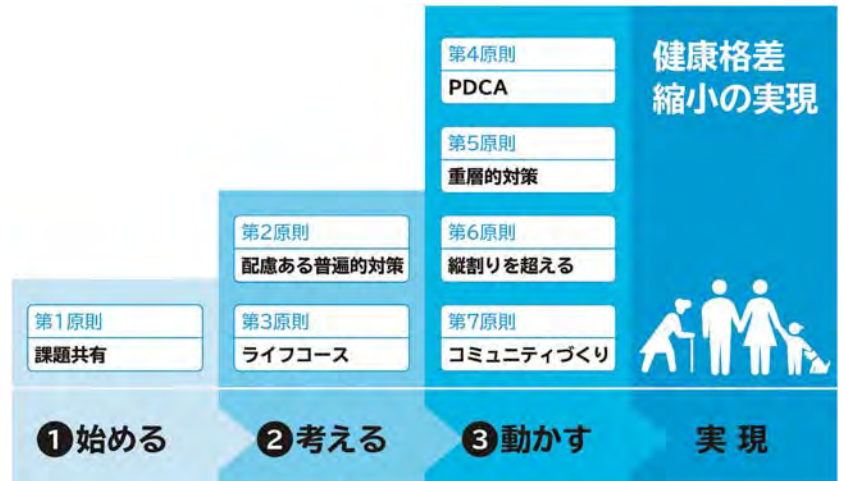 第1原則
課題共有
❶始める
第2原則
配慮ある普遍的対策
第3原則
ライフコース
❷考える
第4原則
PDCA
第5原則
重層的対策
第6原則
縦割りを超える
第7原則
コミュニティづくり
❸動かす
健康格差
縮小の実現
実現